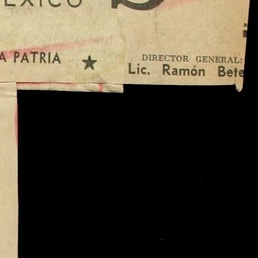 EXICO
A PATRIA ★ DIRECTOR GENERAL:
Lic. Ramón Bete